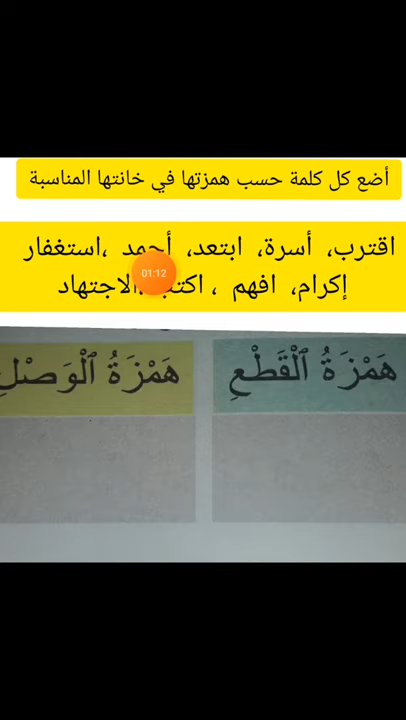 أضع كل كلمة حسب همزتها في خانتها المناسبة
اقترب، أسرة، ابتعد، أحمد ،استغفار
إكرام، افهم ، اكتب ،الاجتهاد
01:12
هَمْزَةُ ٱلْقَطْعِ
هَمْزَةُ ٱلْوَصْلِ